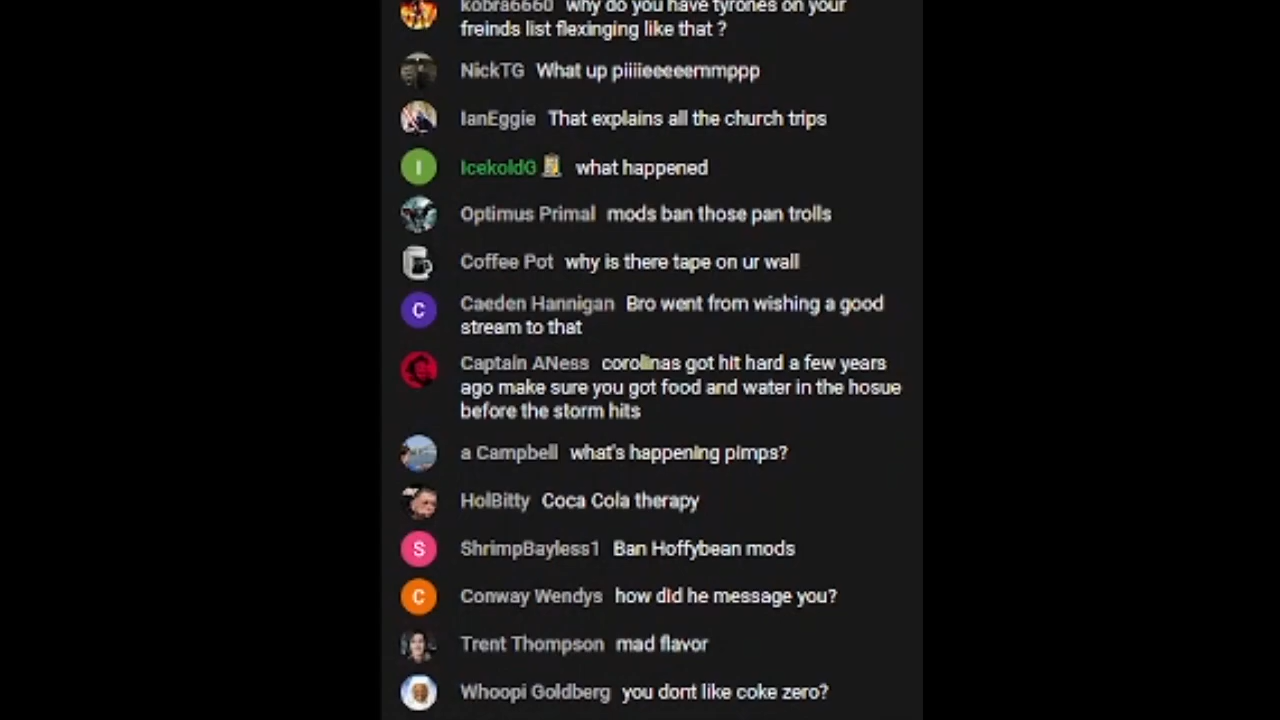 kobra6660 why do you have tyrones on your
freinds list flexinging like that ?
NickTG What up piiiieeeeemmppp
IanEggie That explains all the church trips
I IcekoldG what happened
Optimus Primal mods ban those pan trolls
Coffee Pot why is there tape on ur wall
C Caeden Hannigan Bro went from wishing a good
stream to that
Captain ANess corolinas got hit hard a few years
ago make sure you got food and water in the hosue
before the storm hits
a Campbell what's happening pimps?
HolBitty Coca Cola therapy
S ShrimpBayless1 Ban Hoffybean mods
C Conway Wendys how did he message you?
Trent Thompson mad flavor
Whoopi Goldberg you dont like coke zero?